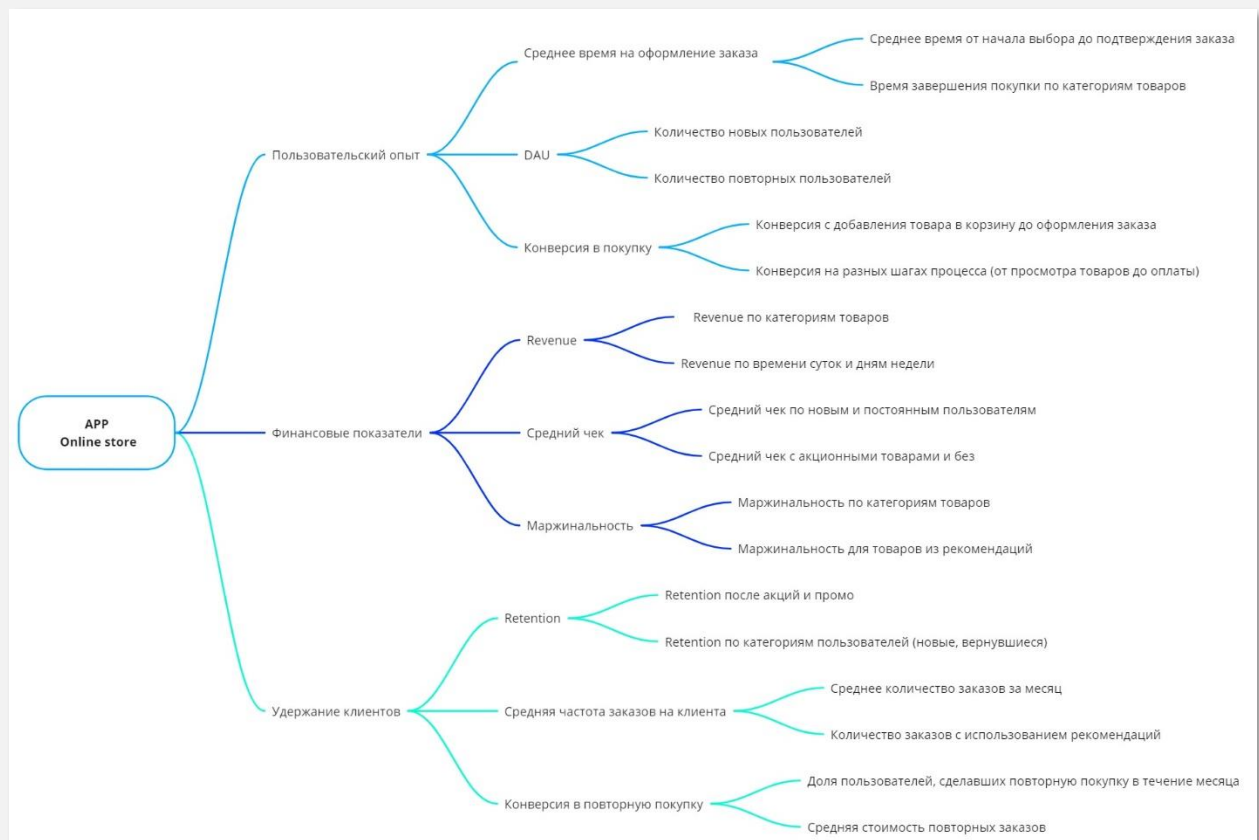 APP
Online store
Пользовательский опыт
Среднее время на оформление заказа
Среднее время от начала выбора до подтверждения заказа
Время завершения покупки по категориям товаров
DAU
Количество новых пользователей
Количество повторных пользователей
Конверсия в покупку
Конверсия с добавления товара в корзину до оформления заказа
Конверсия на разных шагах процесса (от просмотра товаров до оплаты)
Финансовые показатели
Revenue
Revenue по категориям товаров
Revenue по времени суток и дням недели
Средний чек
Средний чек по новым и постоянным пользователям
Средний чек с акционными товарами и без
Маржинальность
Маржинальность по категориям товаров
Маржинальность для товаров из рекомендаций
Удержание клиентов
Retention
Retention после акций и промо
Retention по категориям пользователей (новые, вернувшиеся)
Средняя частота заказов на клиента
Среднее количество заказов за месяц
Количество заказов с использованием рекомендаций
Конверсия в повторную покупку
Доля пользователей, сделавших повторную покупку в течение месяца
Средняя стоимость повторных заказов